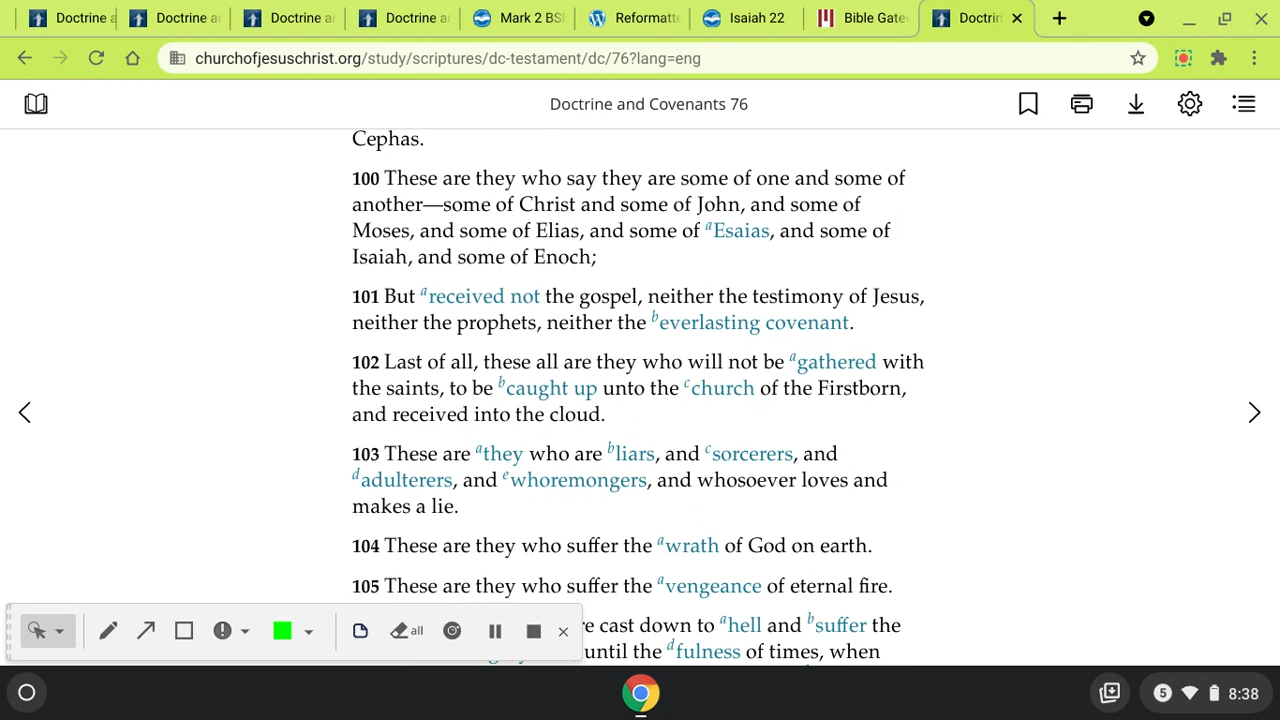 Doctrine a
Doctrine ar
Doctrine ar
Doctrine ar
Mark 2 BSI
Reformatte
Isaiah 22
Bible Gatew
Doctrin
churchofjesuschrist.org/study/scriptures/dc-testament/dc/76?lang=eng
Doctrine and Covenants 76
Cephas.
100 These are they who say they are some of one and some of
another—some of Christ and some of John, and some of
Moses, and some of Elias, and some of aEsaias, and some of
Isaiah, and some of Enoch;
101 But areceived not the gospel, neither the testimony of Jesus,
neither the prophets, neither the beverlasting covenant.
102 Last of all, these all are they who will not be agathered with
the saints, to be bcaught up unto the cchurch of the Firstborn,
and received into the cloud.
103 These are athey who are bliars, and csorcerers, and
dadulterers, and ewhoremongers, and whosoever loves and
makes a lie.
104 These are they who suffer the awrath of God on earth.
105 These are they who suffer the avengeance of eternal fire.
re cast down to ahell and bsuffer the
until the dfulness of times, when
all
5 8:38